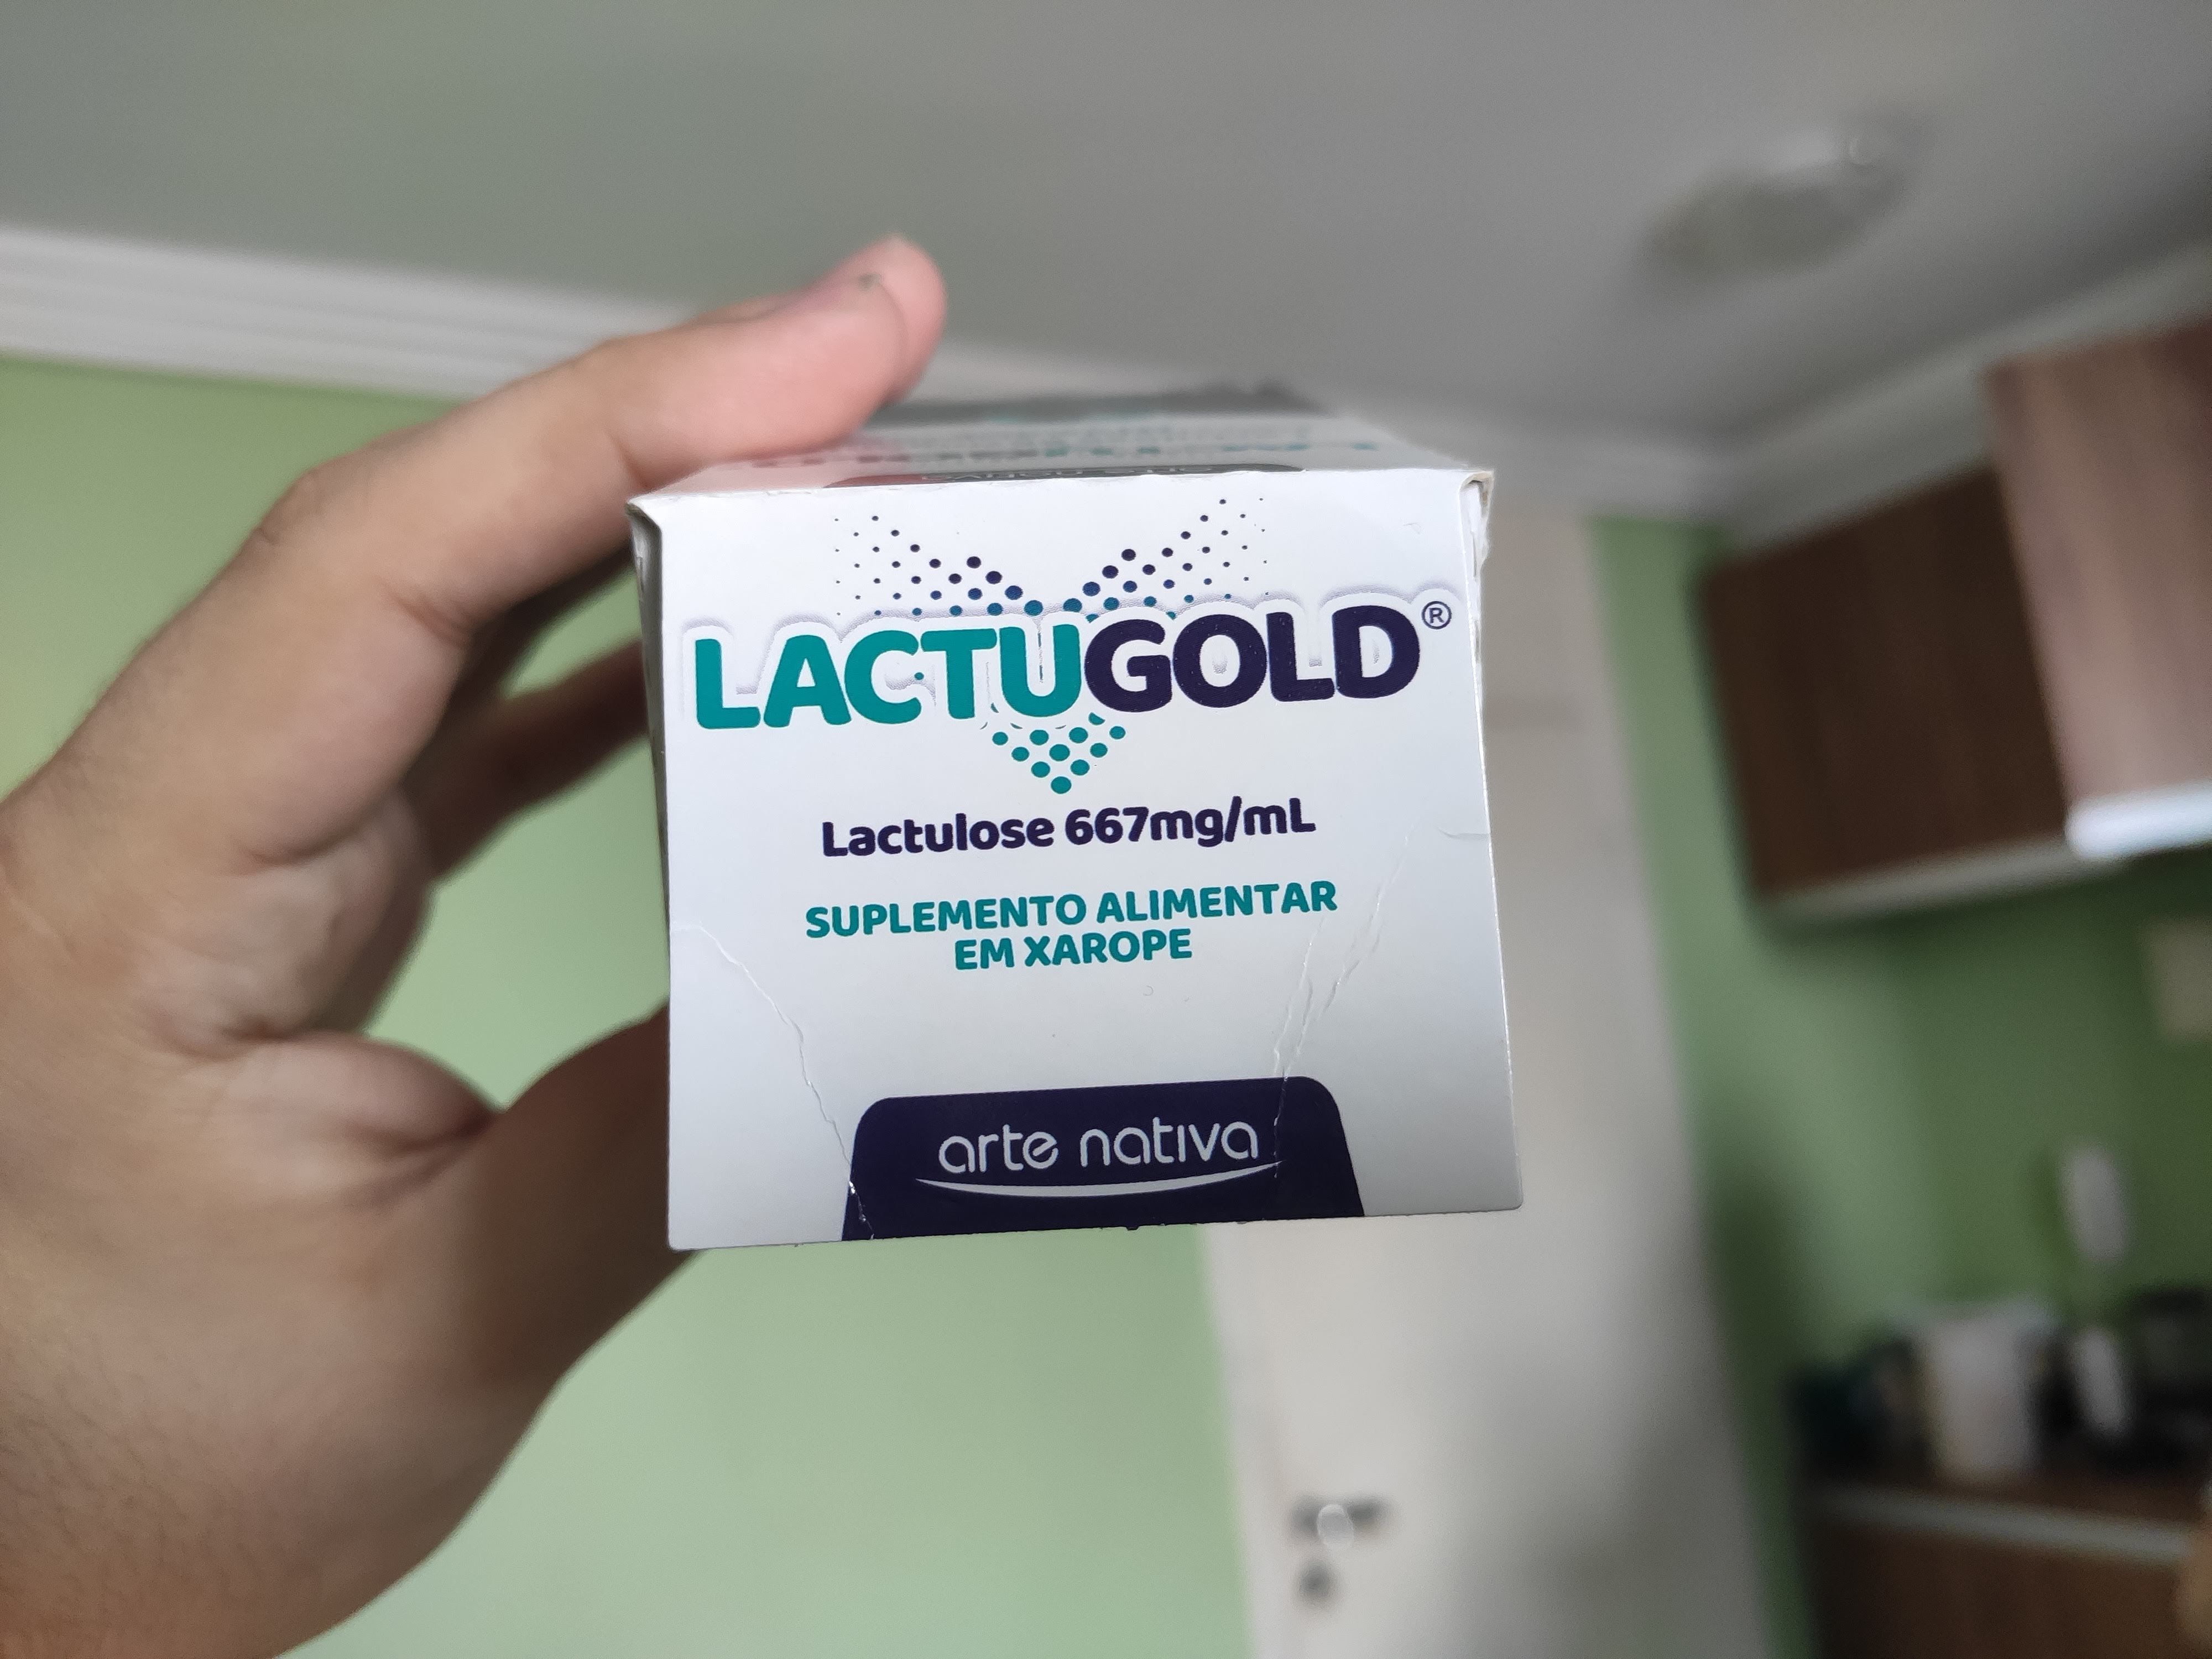 LACTUGOLD®
Lactulose 667mg/mL
SUPLEMENTO ALIMENTAR
EM XAROPE
arte nativa